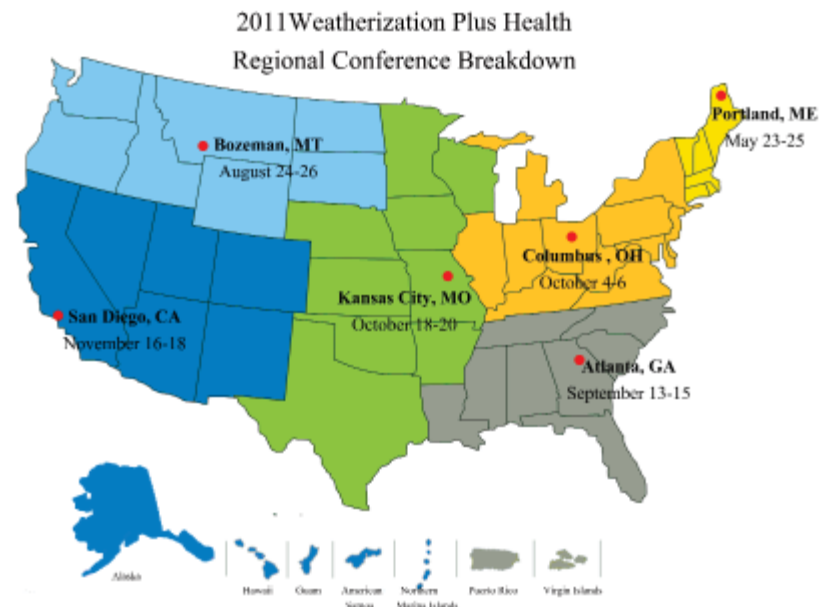 2011Weatherization Plus Health
Regional Conference Breakdown
Portland, ME
May 23-25
Bozeman, MT
August 24-26
Columbus , OH
October 4-6
Kansas City, MO
October 18-20
San Diego, CA
November 16-18
Atlanta, GA
September 13-15
Alaska
Hawaii
Guam
American
Samoa
Northern
Mariana Islands
Puerto Rico
Virgin Islands